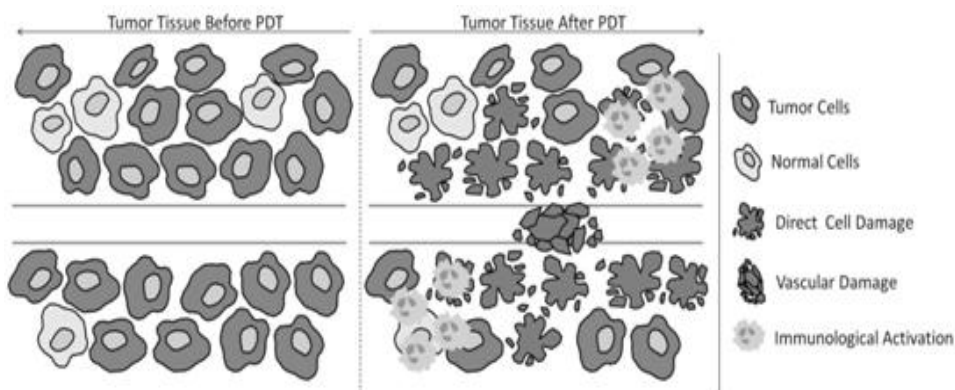 Tumor Tissue Before PDT
Tumor Tissue After PDT
Tumor Cells
Normal Cells
Direct Cell Damage
Vascular Damage
Immunological Activation